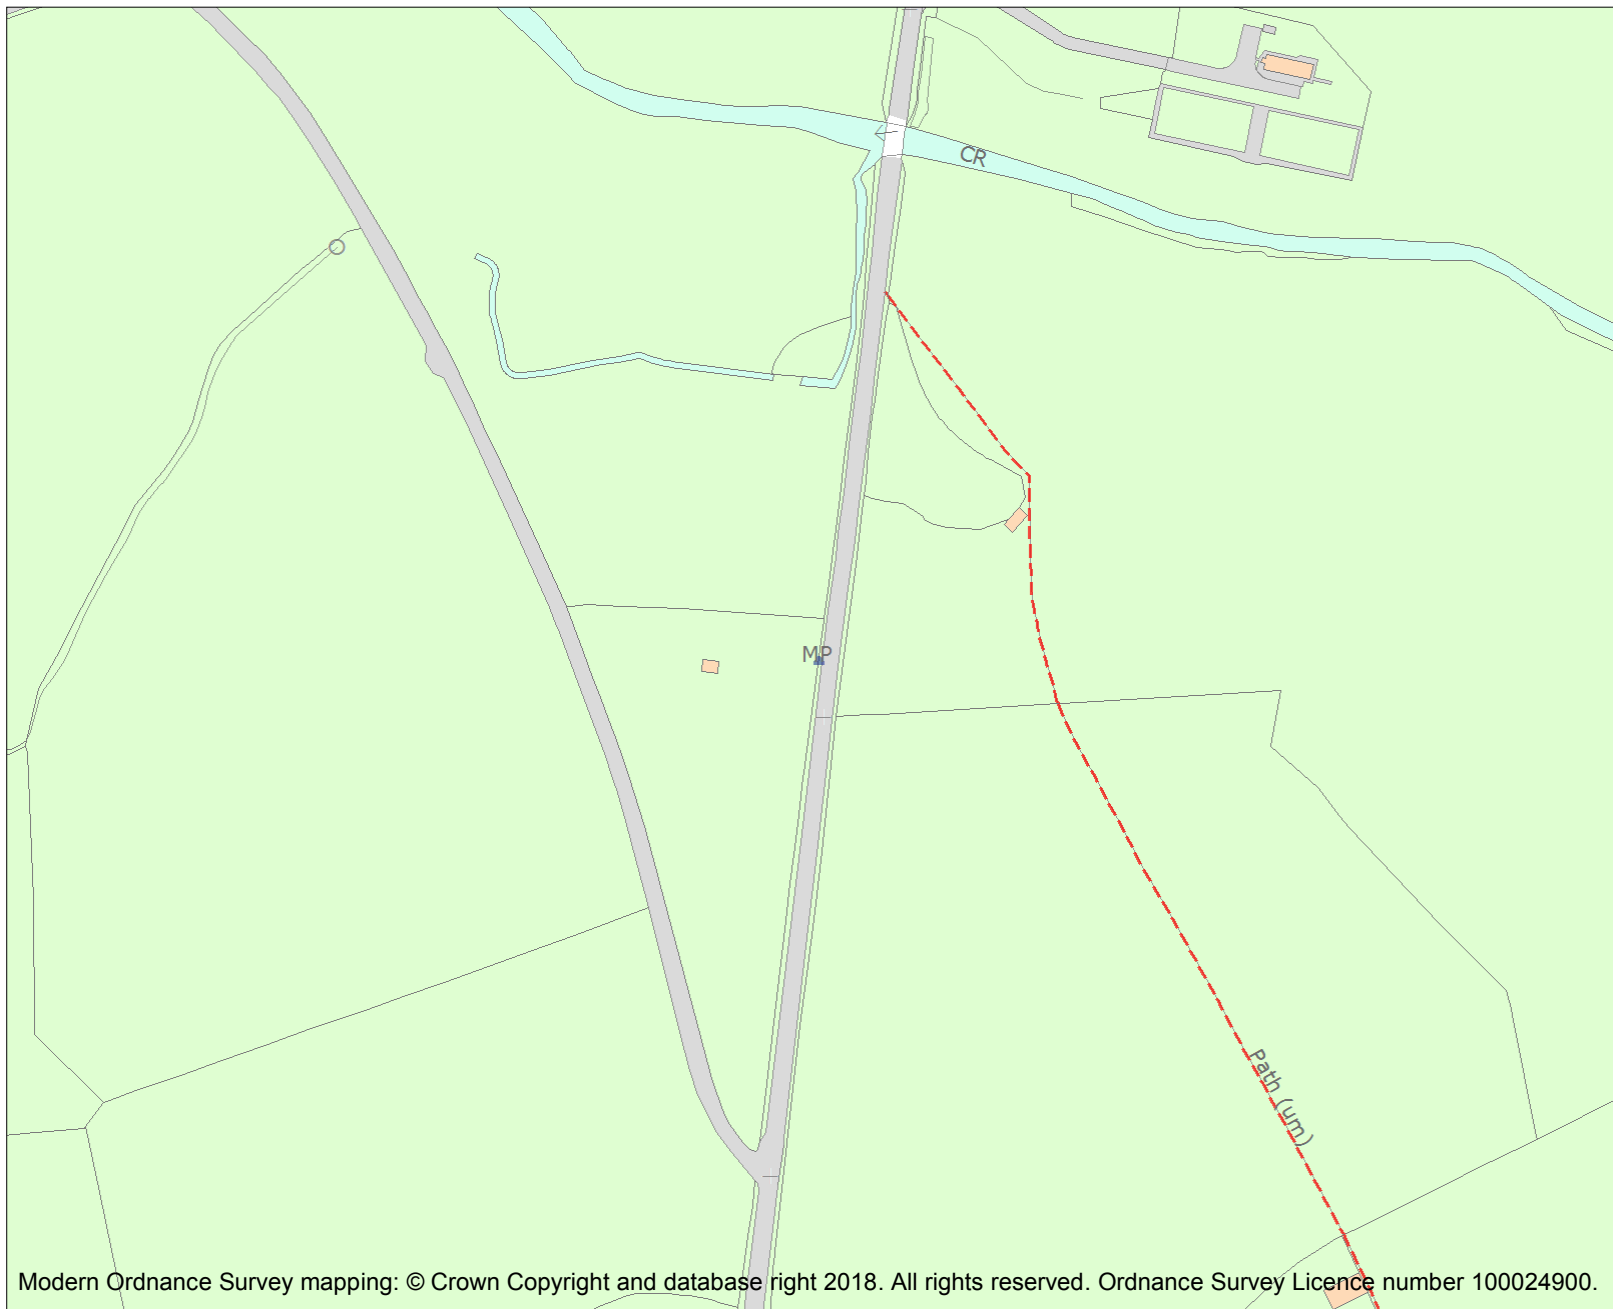 CR
MP
Path (um)
Modern Ordnance Survey mapping: © Crown Copyright and database right 2018. All rights reserved. Ordnance Survey Licence number 100024900.